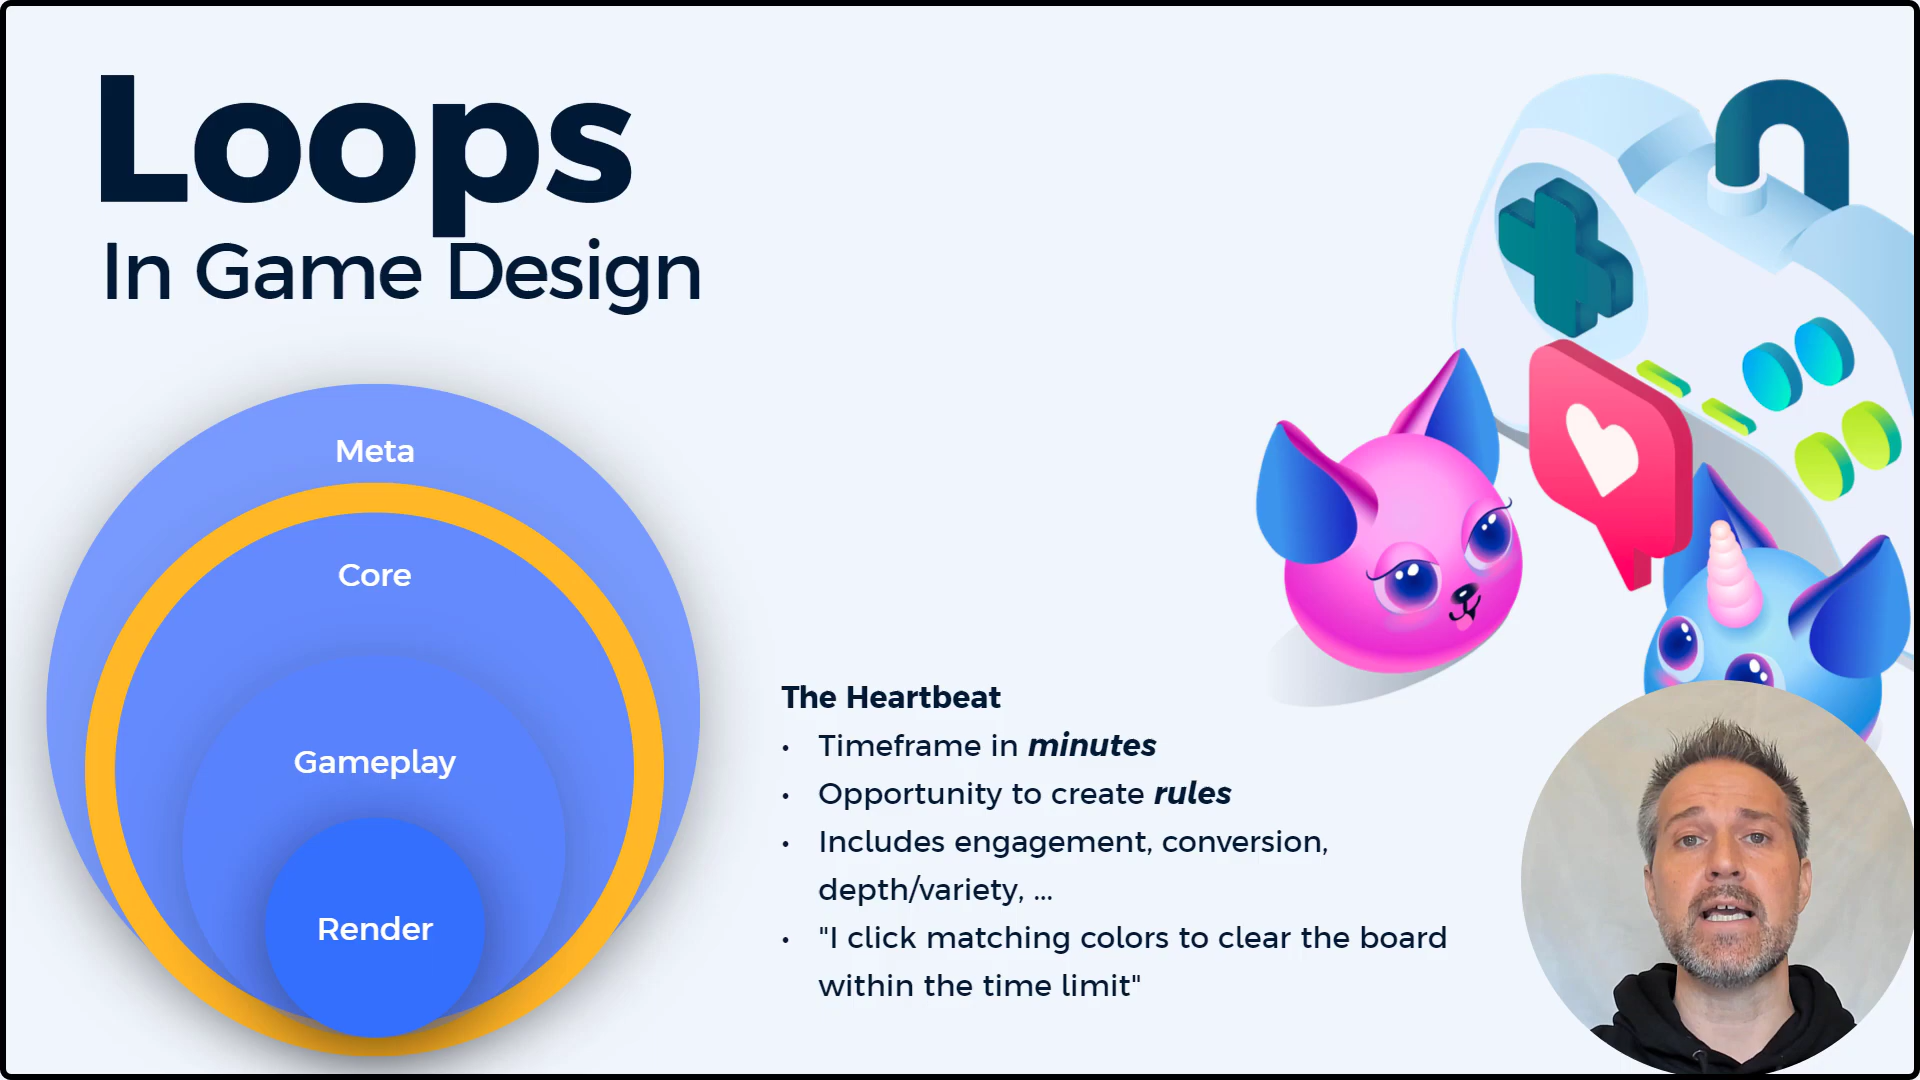 Loops
In Game Design
Meta
Core
Gameplay
Render
The Heartbeat
• Timeframe in minutes
• Opportunity to create rules
• Includes engagement, conversion,
depth/variety, ...
• "I click matching colors to clear the board
within the time limit"